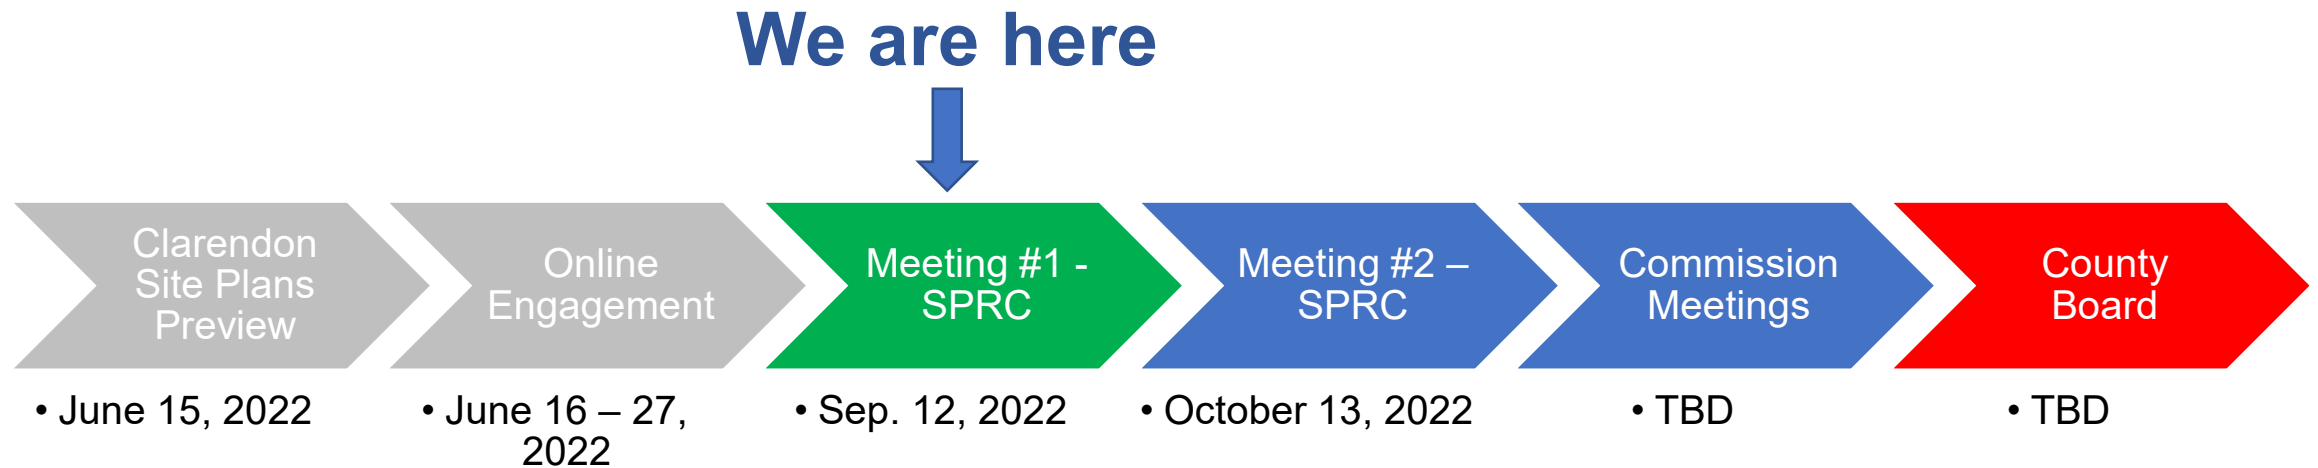 We are here
Clarendon
Site Plans
Preview
Online
Engagement
Meeting #1 -
SPRC
Meeting #2 –
SPRC
Commission
Meetings
County
Board
• June 15, 2022
• June 16 – 27,
2022
• Sep. 12, 2022
• October 13, 2022
• TBD
• TBD